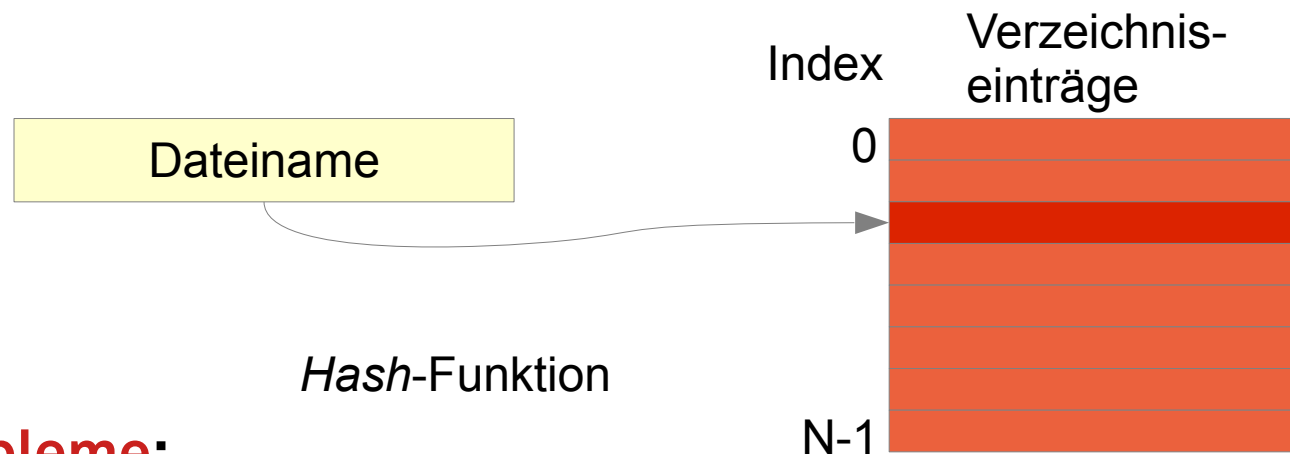 Index
Verzeichnis-
einträge
Dateiname
0
Hash-Funktion
N-1